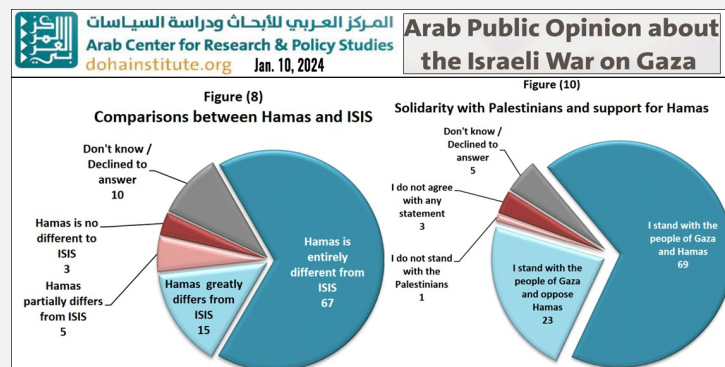 المركز العربي للأبحاث ودراسة السياسات
Arab Center for Research & Policy Studies
dohainstitute.org Jan. 10, 2024
Arab Public Opinion about
the Israeli War on Gaza
Figure (8)
Comparisons between Hamas and ISIS
Don't know /
Declined to
answer
10
Hamas is no
different to
ISIS
3
Hamas
partially differs
from ISIS
5
Hamas greatly
differs from
ISIS
15
Hamas is
entirely
different from
ISIS
67
Figure (10)
Solidarity with Palestinians and support for Hamas
Don't know /
Declined to
answer
5
I do not agree
with any
statement
3
I do not stand
with the
Palestinians
1
I stand with the
people of Gaza
and oppose
Hamas
23
I stand with the people
of Gaza and Hamas
69